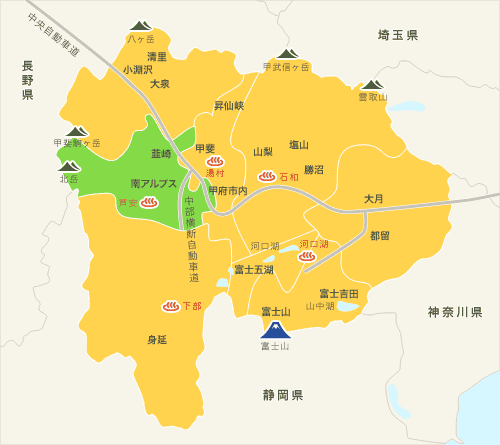 中央自動車道
八ヶ岳
埼玉県
清里
小淵沢
大泉
長野県
甲武信ヶ岳
雲取山
昇仙峡
甲斐駒ヶ岳
韮崎
甲斐
山梨
塩山
湯村
勝沼
北岳
石和
南アルプス
甲府市内
芦安
大月
中部横断自動車道
都留
河口湖
河口湖
富士五湖
富士吉田
下部
山中湖
富士山
神奈川県
身延
富士山
静岡県